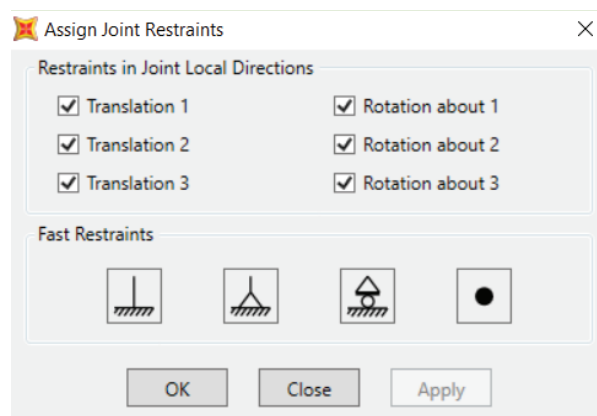 Assign Joint Restraints
Restraints in Joint Local Directions
Translation 1
Rotation about 1
Translation 2
Rotation about 2
Translation 3
Rotation about 3
Fast Restraints
OK
Close
Apply